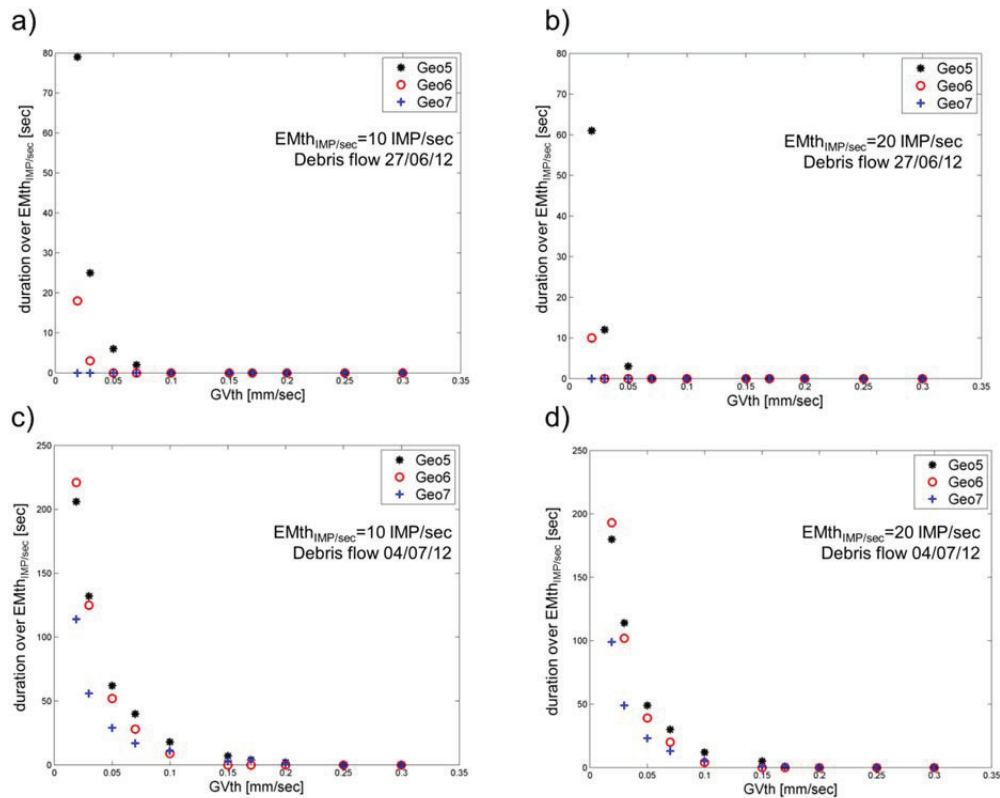 a)
80
70
60
50
40
30
20
10
0
0
0.05
0.1
0.15
0.2
0.25
0.3
0.35
duration over EMthIMP/sec [sec]
GVth [mm/sec]
Geo5
Geo6
Geo7
EMthIMP/sec=10 IMP/sec
Debris flow 27/06/12
b)
80
70
60
50
40
30
20
10
0
0
0.05
0.1
0.15
0.2
0.25
0.3
0.35
duration over EMthIMP/sec [sec]
GVth [mm/sec]
Geo5
Geo6
Geo7
EMthIMP/sec=20 IMP/sec
Debris flow 27/06/12
c)
250
200
150
100
50
0
0
0.05
0.1
0.15
0.2
0.25
0.3
0.35
duration over EMthIMP/sec [sec]
GVth [mm/sec]
Geo5
Geo6
Geo7
EMthIMP/sec=10 IMP/sec
Debris flow 04/07/12
d)
250
200
150
100
50
0
0
0.05
0.1
0.15
0.2
0.25
0.3
0.35
duration over EMthIMP/sec [sec]
GVth [mm/sec]
Geo5
Geo6
Geo7
EMthIMP/sec=20 IMP/sec
Debris flow 04/07/12